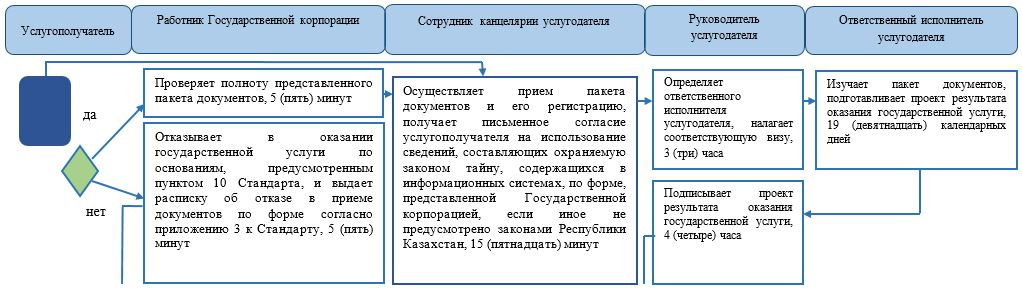 Услугополучатель
Работник Государственной корпорации
Сотрудник канцелярии услугодателя
Руководитель
услугодателя
Ответственный исполнитель
услугодателя
да
нет
Проверяет полноту представленного
пакета документов, 5 (пять) минут
Отказывает в оказании
государственной услуги по
основаниям, предусмотренным
пунктом 10 Стандарта, и выдает
расписку об отказе в приеме
документов по форме согласно
приложению 3 к Стандарту, 5 (пять)
минут
Осуществляет прием пакета
документов и его регистрацию,
получает письменное согласие
услугополучателя на использование
сведений, составляющих охраняемую
законом тайну, содержащихся в
информационных системах, по форме,
представленной Государственной
корпорацией, если иное не
предусмотрено законами Республики
Казахстан, 15 (пятнадцать) минут
Определяет
ответственного
исполнителя
услугодателя, налагает
соответствующую визу,
3 (три) часа
Подписывает проект
результата оказания
государственной услуги,
4 (четыре) часа
Изучает пакет документов,
подготавливает проект результата
оказания государственной услуги,
19 (девятнадцать) календарных
дней